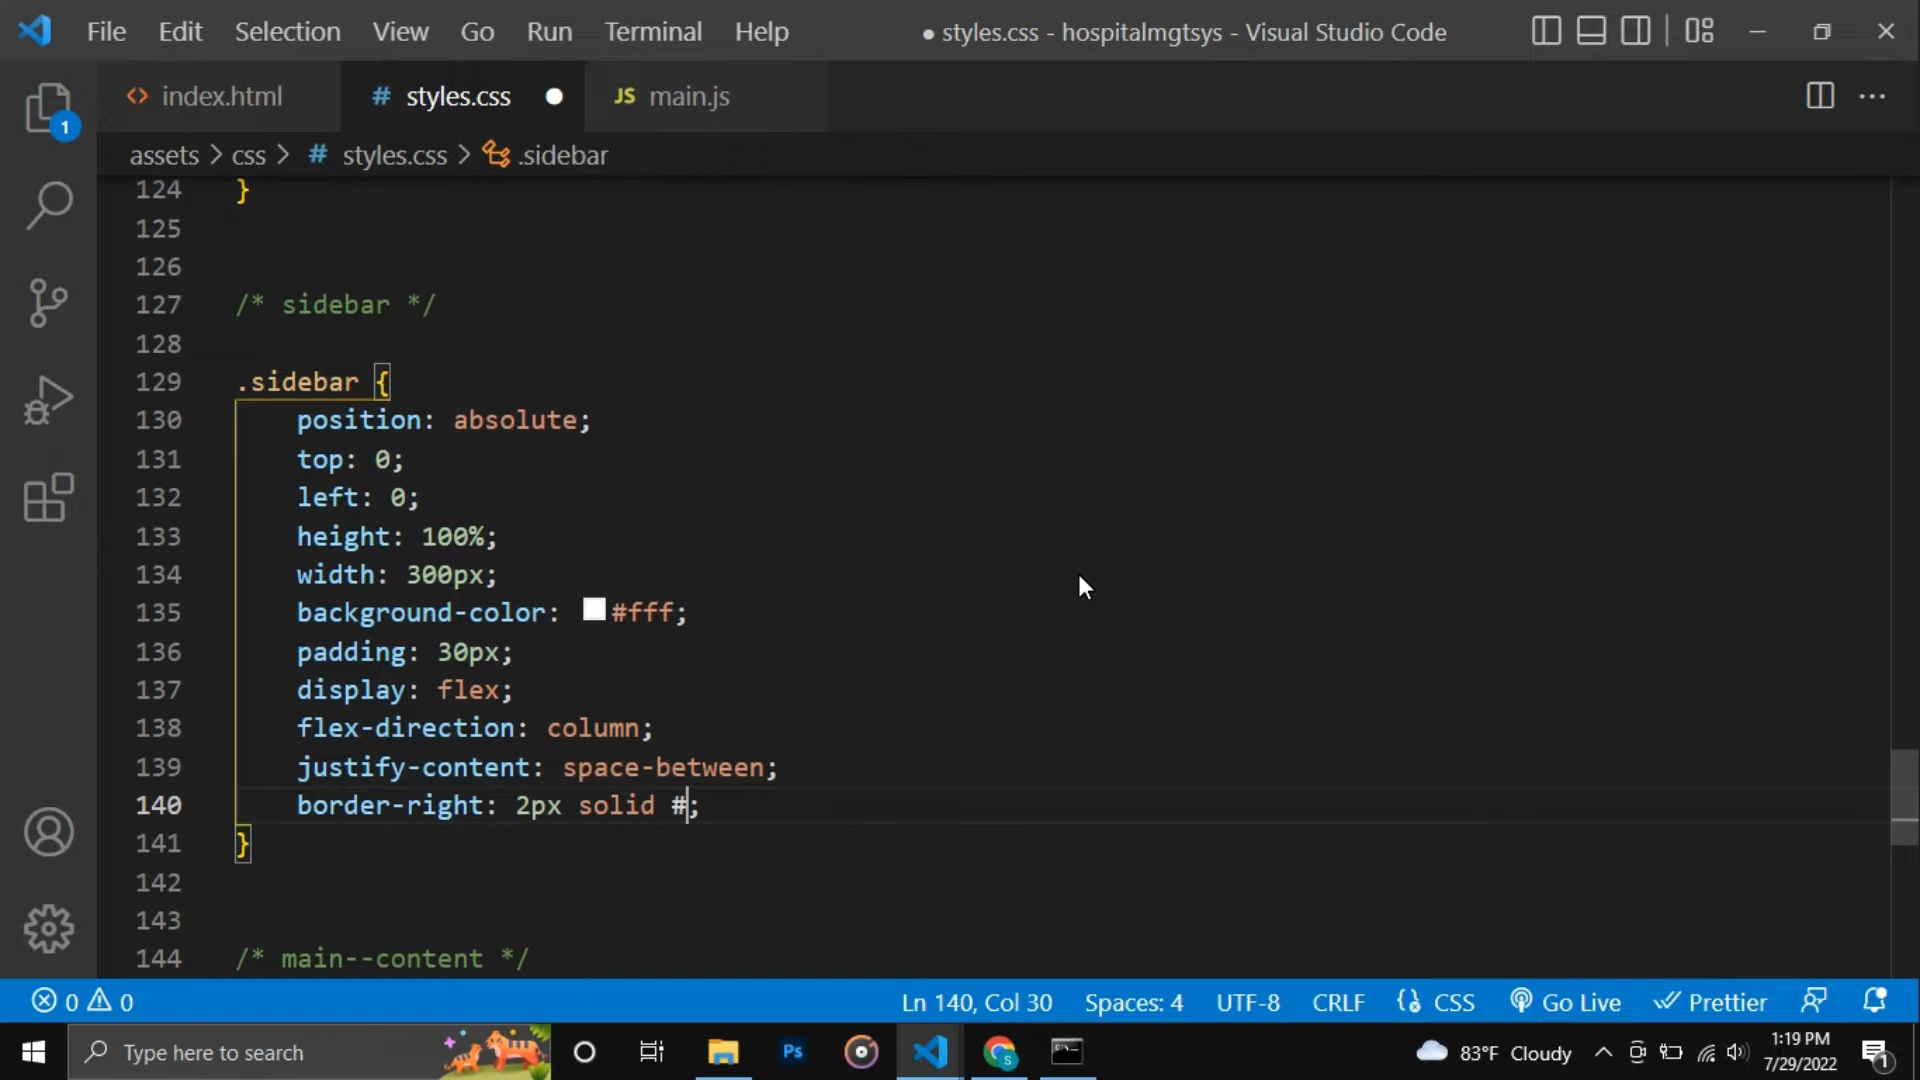 File Edit Selection View Go Run Terminal Help ● styles.css - hospitalmgtsys - Visual Studio Code
<> index.html # styles.css ● JS main.js
1
assets > css > # styles.css > .sidebar
124 }
125
126
127 /* sidebar */
128
129 .sidebar {
130 position: absolute;
131 top: 0;
132 left: 0;
133 height: 100%;
134 width: 300px;
135 background-color: #fff;
136 padding: 30px;
137 display: flex;
138 flex-direction: column;
139 justify-content: space-between;
140 border-right: 2px solid #;
141 }
142
143
144 /* main--content */
0 0 Ln 140, Col 30 Spaces: 4 UTF-8 CRLF CSS Go Live Prettier
Type here to search Ps S 83°F Cloudy 1:19 PM
7/29/2022 1